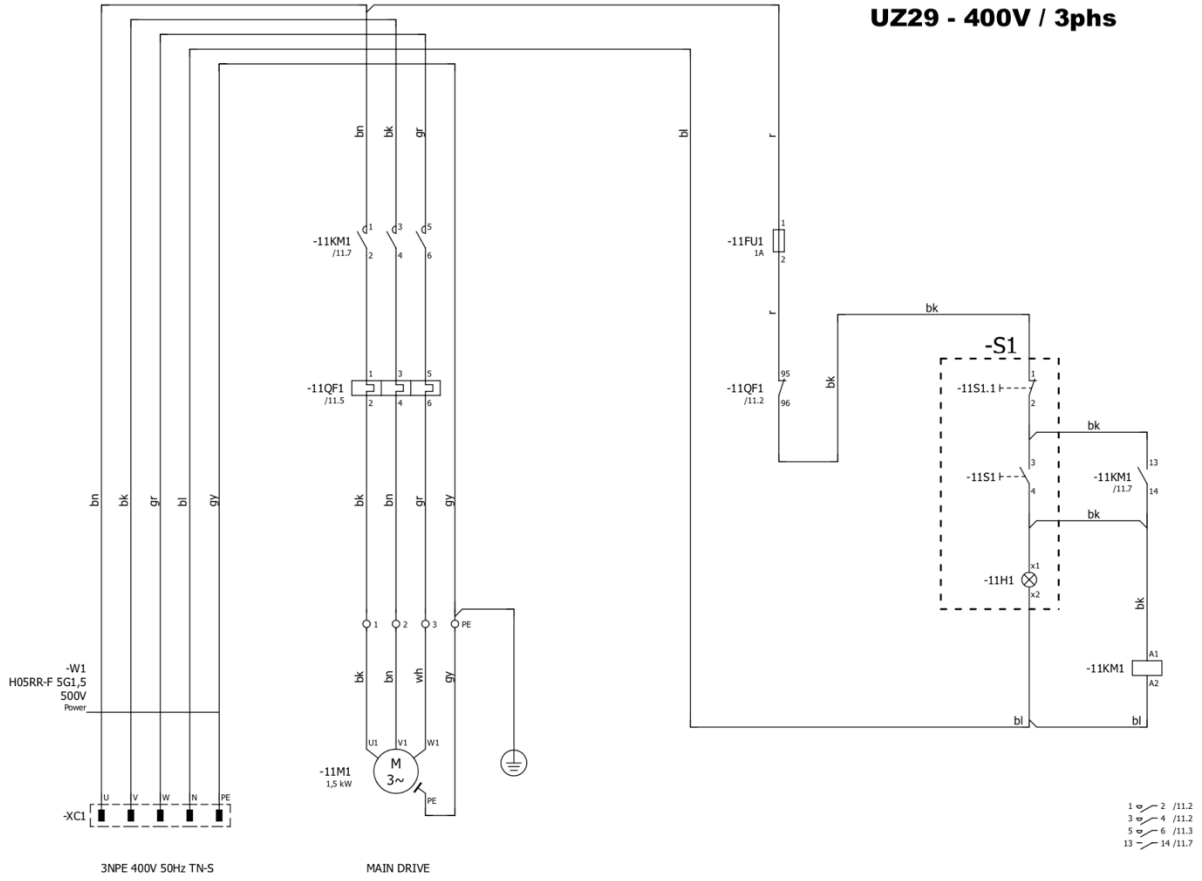 UZ29 - 400V / 3phs
bn
bk
gr
bl
r
-11KM1
/11.7
1
3
5
2
4
6
-11FU1
1A
1
2
r
bk
-S1
-11QF1
/11.5
1
3
5
2
4
6
-11QF1
/11.2
95
96
bk
-11S1.1
1
2
bk
-11S1
3
4
-11KM1
/11.7
13
14
bk
bn
bk
gr
bl
gy
bk
bn
gr
gy
-11H1
x1
x2
bk
1
2
3
PE
-W1
H05RR-F 5G1,5
500V
Power
bk
bn
wh
gy
-11KM1
A1
A2
bl
bl
U1
V1
W1
-11M1
1,5 kW
M
3~
PE
-XC1
U
V
W
N
PE
1 2 /11.2
3 4 /11.2
5 6 /11.3
13 14 /11.7
3NPE 400V 50Hz TN-S
MAIN DRIVE